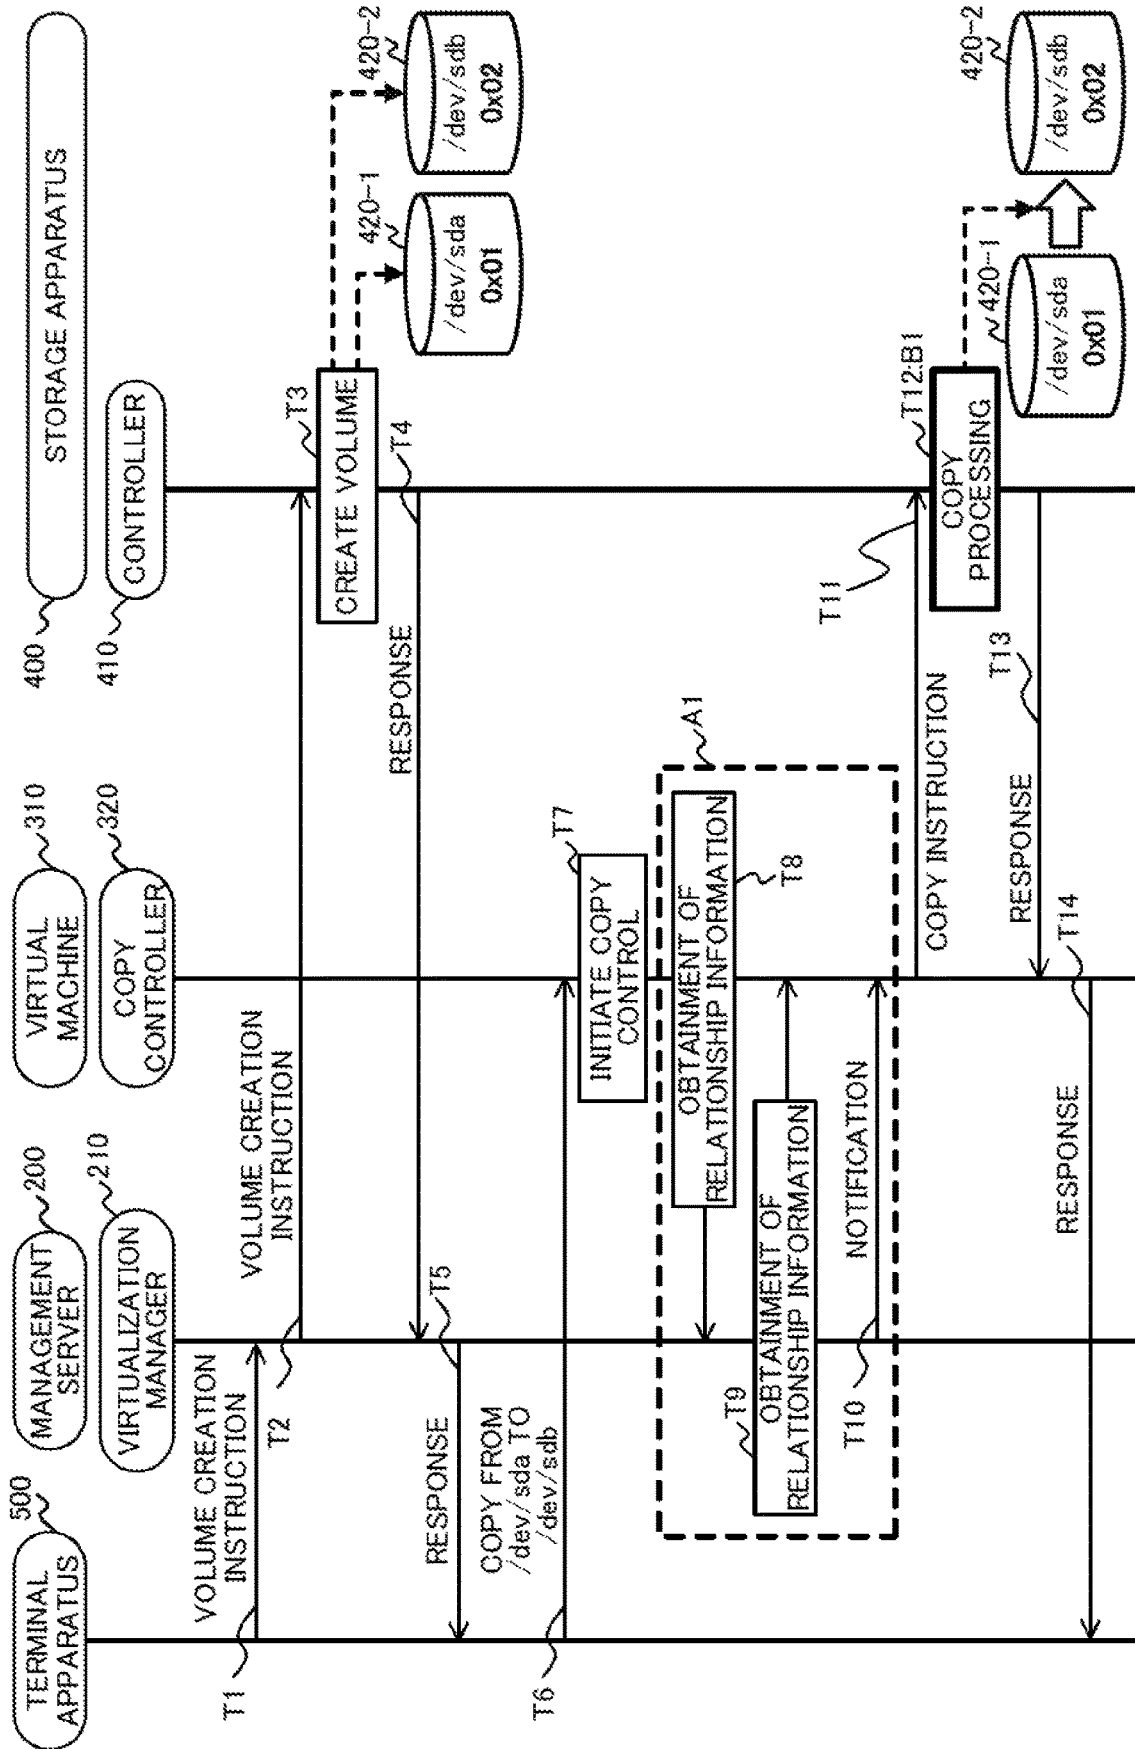 500
TERMINAL
APPARATUS
200
MANAGEMENT
SERVER
210
VIRTUALIZATION
MANAGER
310
VIRTUAL
MACHINE
320
COPY
CONTROLLER
400
STORAGE APPARATUS
410
CONTROLLER
T1
VOLUME CREATION
INSTRUCTION
T2
VOLUME CREATION
INSTRUCTION
T3
CREATE VOLUME
420-1
/dev/sda
0x01
420-2
/dev/sdb
0x02
T4
RESPONSE
T5
RESPONSE
T6
COPY FROM
/dev/sda TO
/dev/sdb
T7
INITIATE COPY
CONTROL
A1
OBTAINMENT OF
RELATIONSHIP INFORMATION
T8
T9
OBTAINMENT OF
RELATIONSHIP INFORMATION
T10
NOTIFICATION
T11
COPY INSTRUCTION
T12:B1
COPY
PROCESSING
420-1
/dev/sda
0x01
420-2
/dev/sdb
0x02
T13
RESPONSE
T14
RESPONSE